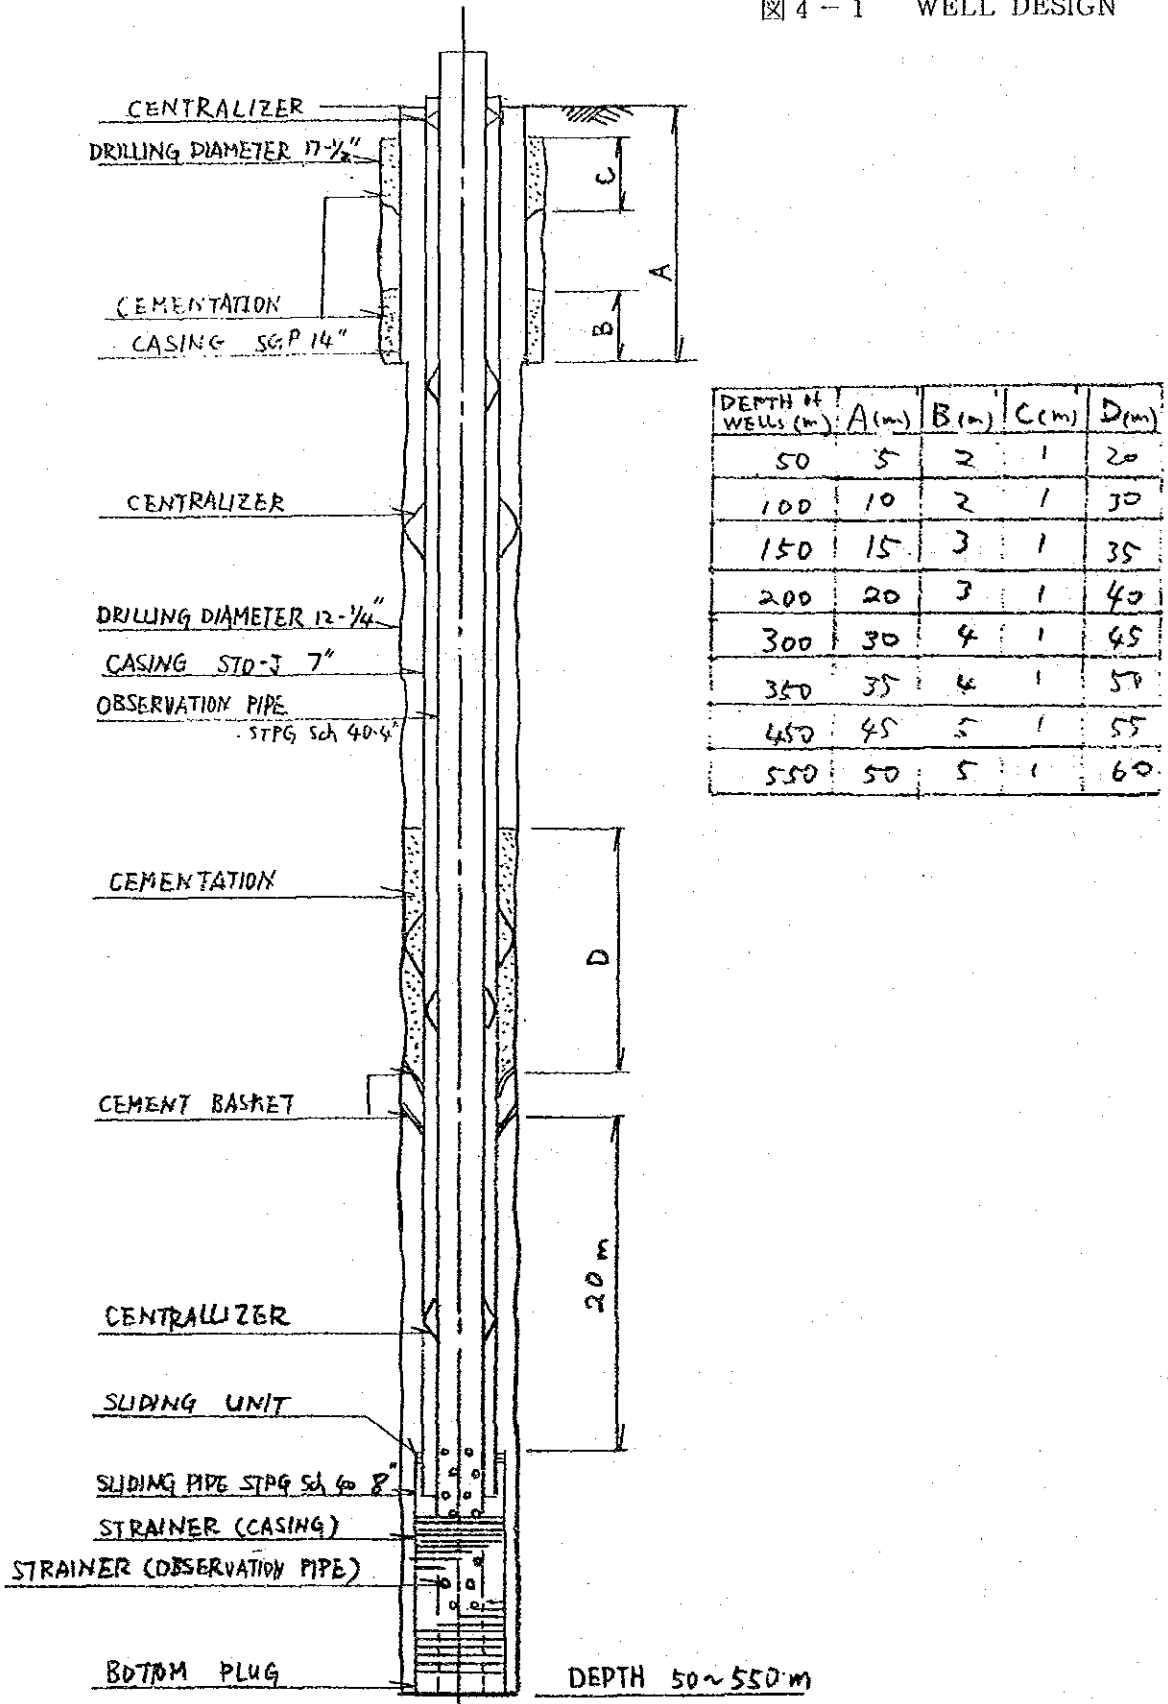 図4-1 WELL DESIGN
CENTRALIZER
DRILLING DIAMETER 17-1/2"
C
A
CEMENTATION
B
CASING SGP 14"
DEPTH of WELLS (m) A(m) B(m) C(m) D(m)
50 5 2 1 20
100 10 2 1 30
150 15 3 1 35
200 20 3 1 40
300 30 4 1 45
350 35 4 1 50
450 45 5 1 55
550 50 5 1 60
CENTRALIZER
DRILLING DIAMETER 12-1/4"
CASING STO-J 7"
OBSERVATION PIPE
STPG Sch 40-4"
CEMENTATION
D
CEMENT BASKET
20 m
CENTRALLIZER
SLIDING UNIT
SLIDING PIPE STPG Sch 40 8"
STRAINER (CASING)
STRAINER (OBSERVATION PIPE)
BOTTOM PLUG
DEPTH 50~550 m